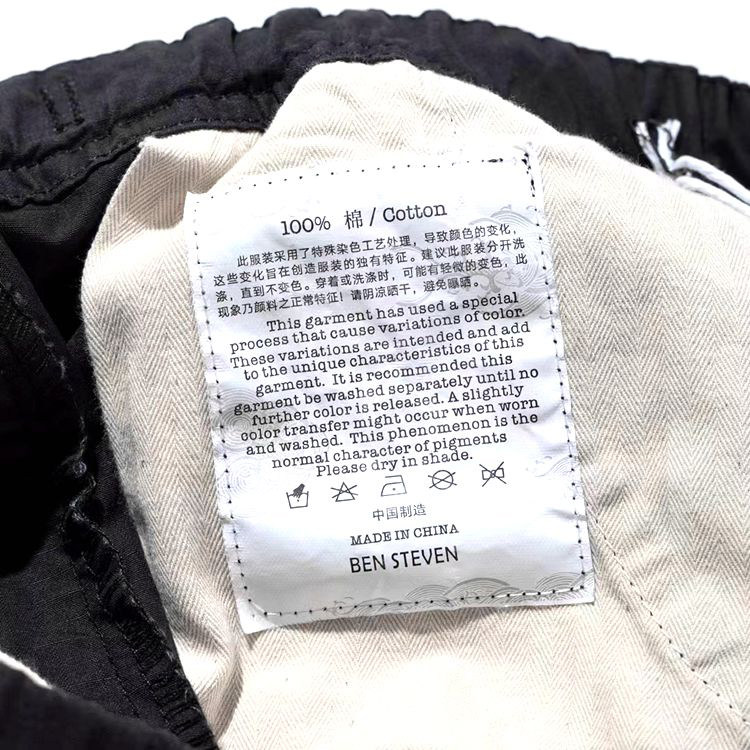 100% 棉 / Cotton
此服装采用了特殊染色工艺处理，导致颜色的变化，
这些变化旨在创造服装的独有特征。建议此服装分开洗
涤，直到不变色。穿着或洗涤时，可能有轻微的变色，此
现象乃颜料之正常特征！请阴凉晒干，避免曝晒。
This garment has used a special
process that cause variations of color.
These variations are intended and add
to the unique characteristics of this
garment. It is recommended this
garment be washed separately until no
further color is released. A slightly
color transfer might occur when worn
and washed. This phenomenon is the
normal character of pigments
Please dry in shade.
中国制造
MADE IN CHINA
BEN STEVEN